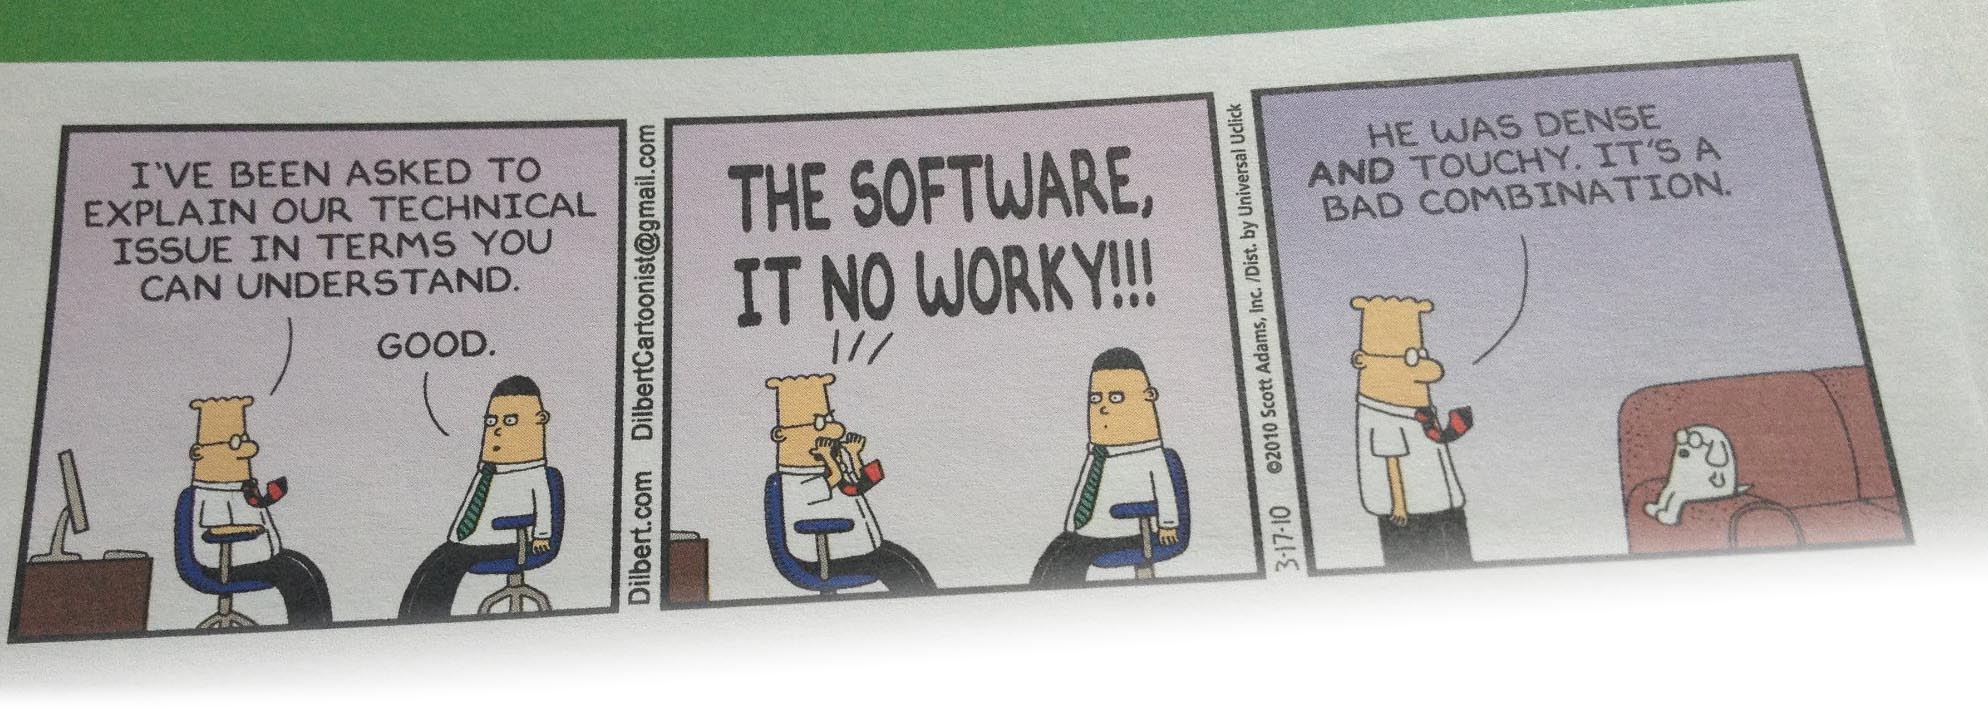 I'VE BEEN ASKED TO
EXPLAIN OUR TECHNICAL
ISSUE IN TERMS YOU
CAN UNDERSTAND.
GOOD.
Dilbert.com DilbertCartoonist@gmail.com
THE SOFTWARE,
IT NO WORKY!!!
3-17-10 ©2010 Scott Adams, Inc. /Dist. by Universal Uclick
HE WAS DENSE
AND TOUCHY. IT'S A
BAD COMBINATION.